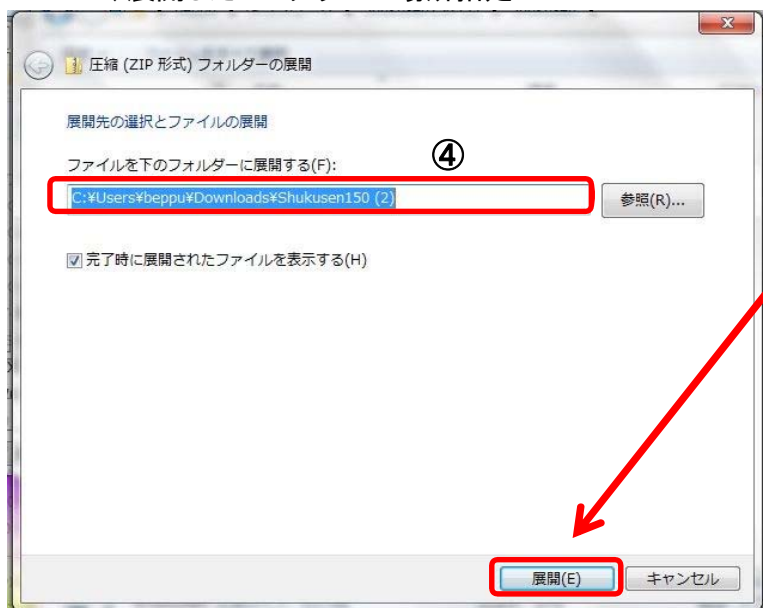 圧縮 (ZIP 形式) フォルダーの展開
展開先の選択とファイルの展開
④
ファイルを下のフォルダーに展開する(F):
C:¥Users¥beppu¥Downloads¥Shukusen150 (2)
参照(R)...
完了時に展開されたファイルを表示する(H)
展開(E)
キャンセル